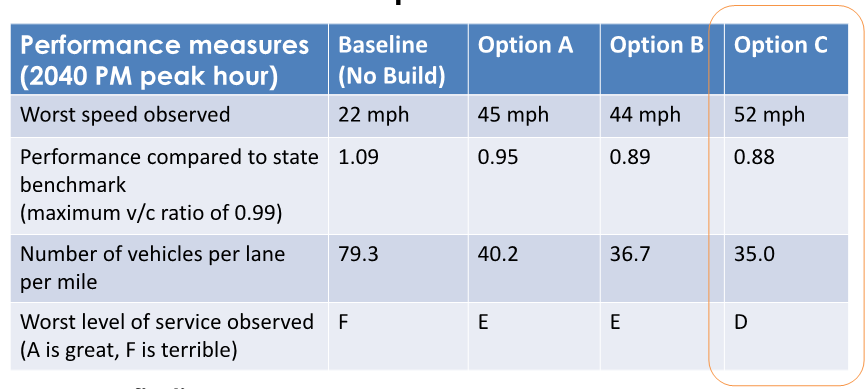 Performance measures (2040 PM peak hour) Baseline (No Build) Option A Option B Option C
Worst speed observed 22 mph 45 mph 44 mph 52 mph
Performance compared to state benchmark (maximum v/c ratio of 0.99) 1.09 0.95 0.89 0.88
Number of vehicles per lane per mile 79.3 40.2 36.7 35.0
Worst level of service observed (A is great, F is terrible) F E E D